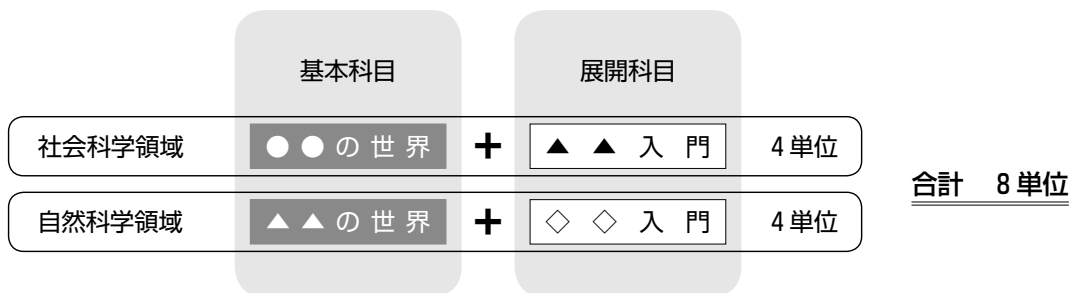 基本科目 展開科目
社会科学領域 ●●の世界 + ▲▲入門 4単位
合計 8単位
自然科学領域 ▲▲の世界 + ◇◇入門 4単位